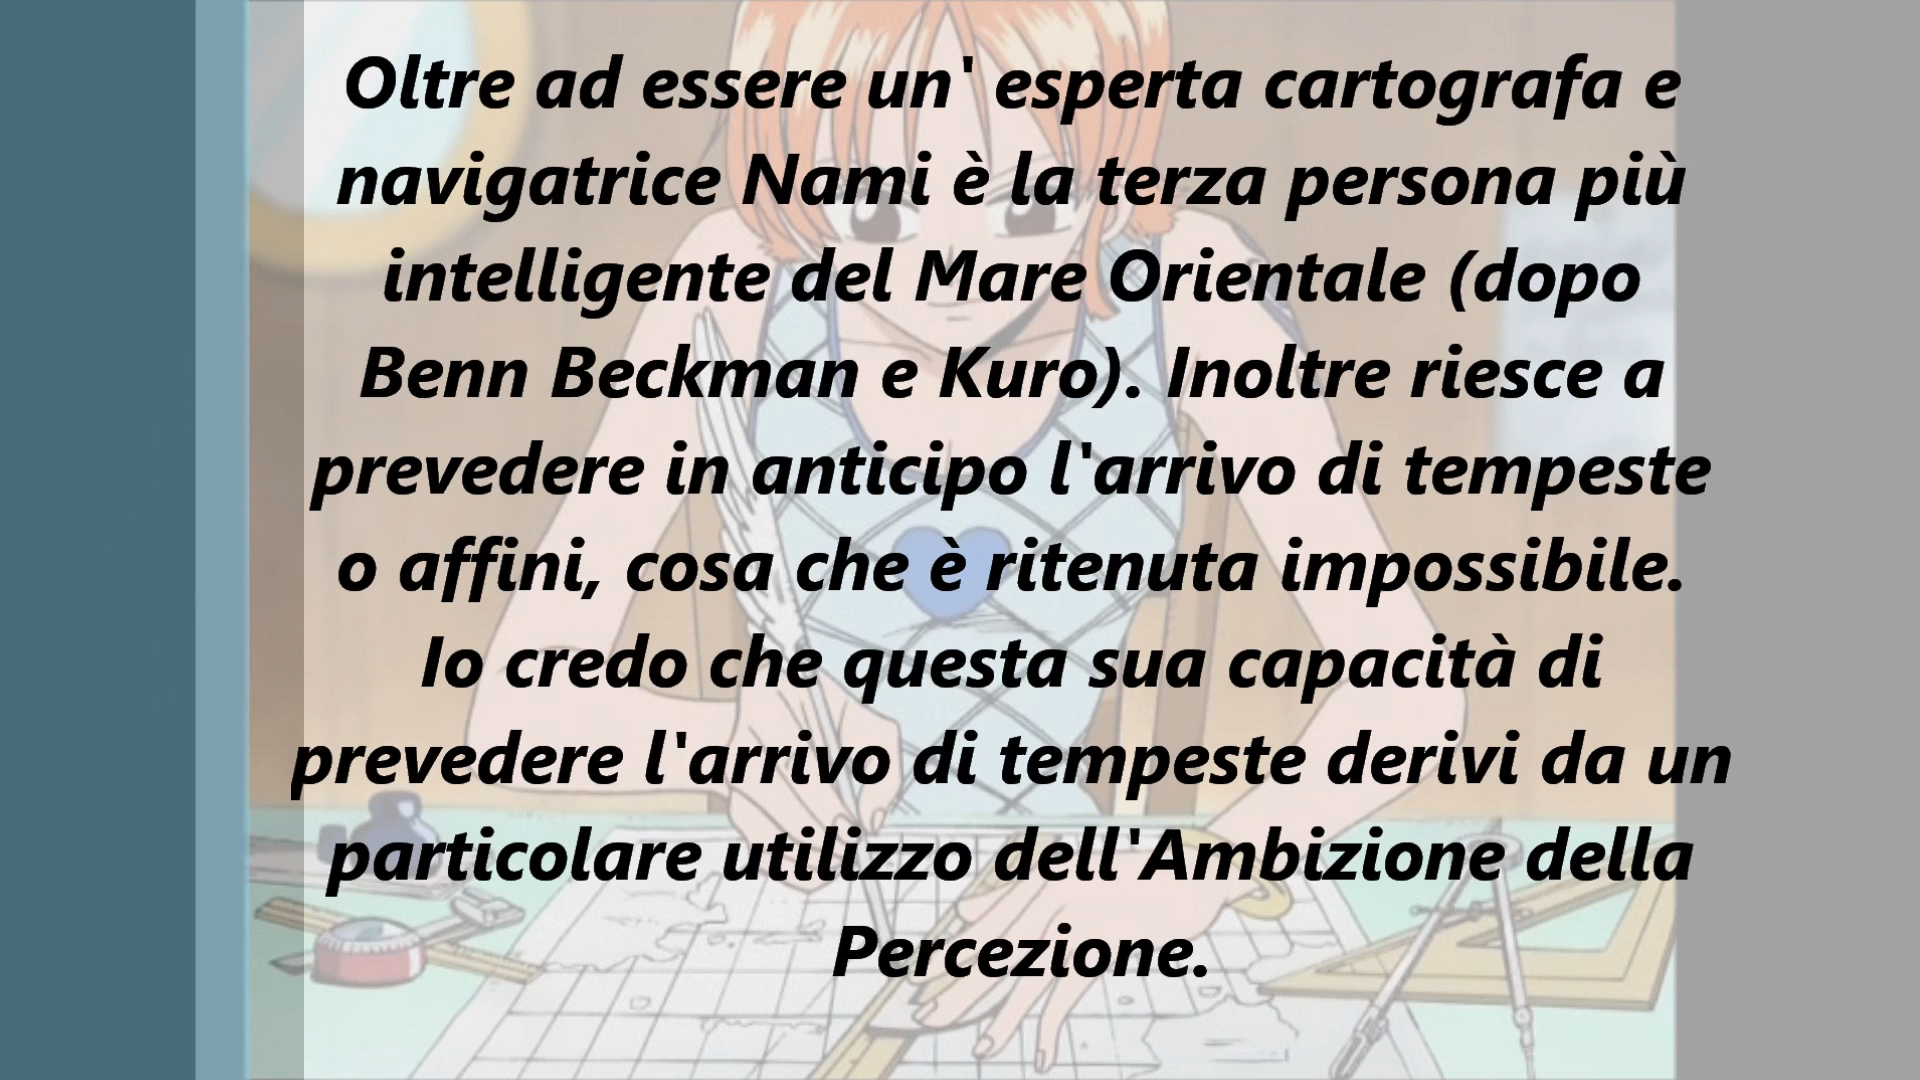 Oltre ad essere un' esperta cartografa e
navigatrice Nami è la terza persona più
intelligente del Mare Orientale (dopo
Benn Beckman e Kuro). Inoltre riesce a
prevedere in anticipo l'arrivo di tempeste
o affini, cosa che è ritenuta impossibile.
Io credo che questa sua capacità di
prevedere l'arrivo di tempeste derivi da un
particolare utilizzo dell'Ambizione della
Percezione.